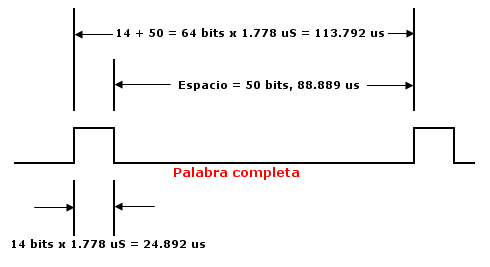 14 + 50 = 64 bits x 1.778 uS = 113.792 us
Espacio = 50 bits, 88.889 us
Palabra completa
14 bits x 1.778 uS = 24.892 us